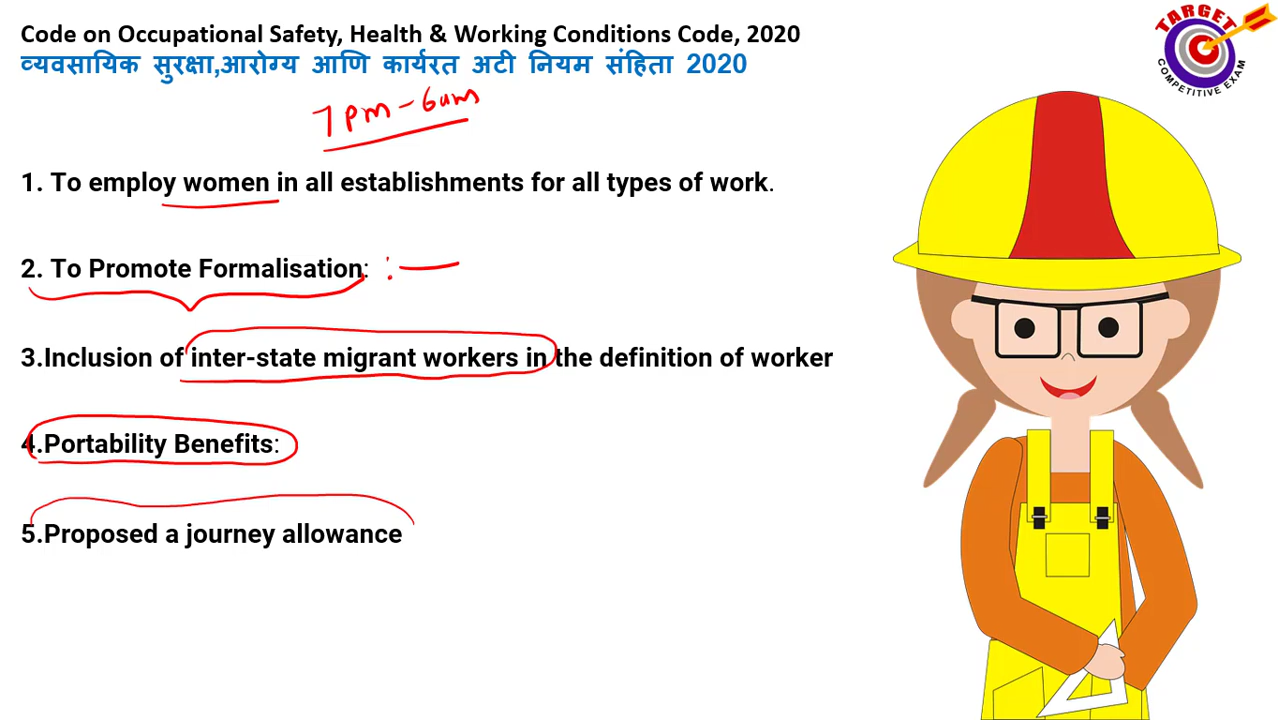 Code on Occupational Safety, Health & Working Conditions Code, 2020
व्यवसायिक सुरक्षा,आरोग्य आणि कार्यरत अटी नियम संहिता 2020
TARGET
COMPETITIVE EXAM
7pm - 6am
1. To employ women in all establishments for all types of work.
2. To Promote Formalisation:
3.Inclusion of inter-state migrant workers in the definition of worker
4.Portability Benefits:
5.Proposed a journey allowance